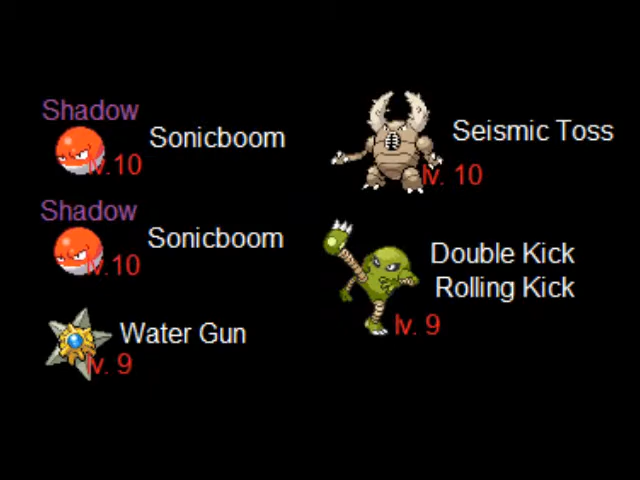 Shadow
Sonicboom
lv.10
Shadow
Sonicboom
lv.10
Water Gun
lv. 9
Seismic Toss
lv. 10
Double Kick
Rolling Kick
lv. 9